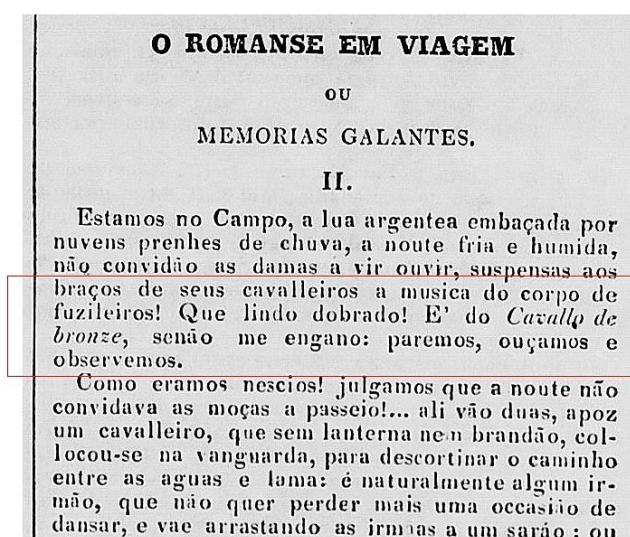 O ROMANSE EM VIAGEM
OU
MEMORIAS GALANTES.
II.
Estamos no Campo, a lua argentea embaçada por
nuvens prenhes de chuva, a noute fria e humida,
não convidão as damas a vir ouvir, suspensas aos
braços de seus cavalleiros a musica do corpo de
fuzileiros! Que lindo dobrado! E' do Cavallo de
bronze, senão me engano: paremos, ouçamos e
observemos.
Como eramos nescios! julgamos que a noute não
convidava as moças a passeio!... ali vão duas, apoz
um cavalleiro, que sem lanterna nem brandão, col-
locou-se na vanguarda, para descortinar o caminho
entre as aguas e lama: é naturalmente algum ir-
mão, que não quer perder mais uma occasião de
dansar, e vae arrastando as irmãas a um saráo; ou